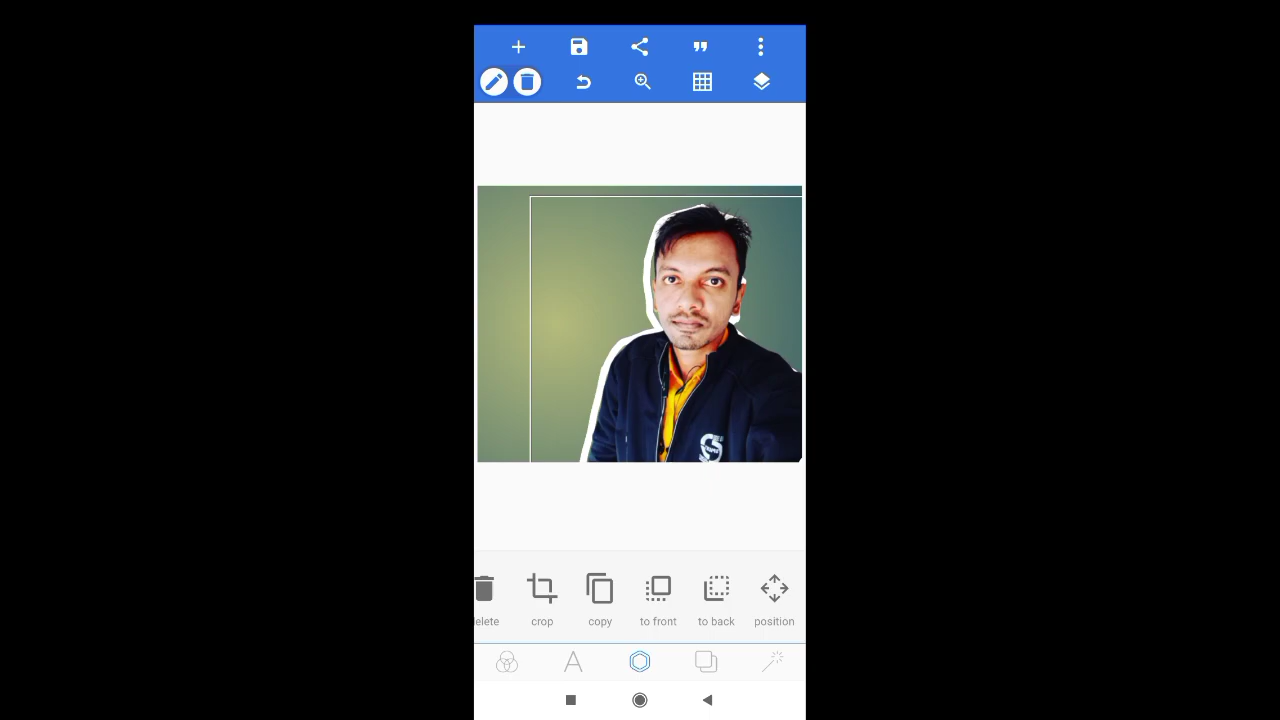 elete
crop
copy
to front
to back
position